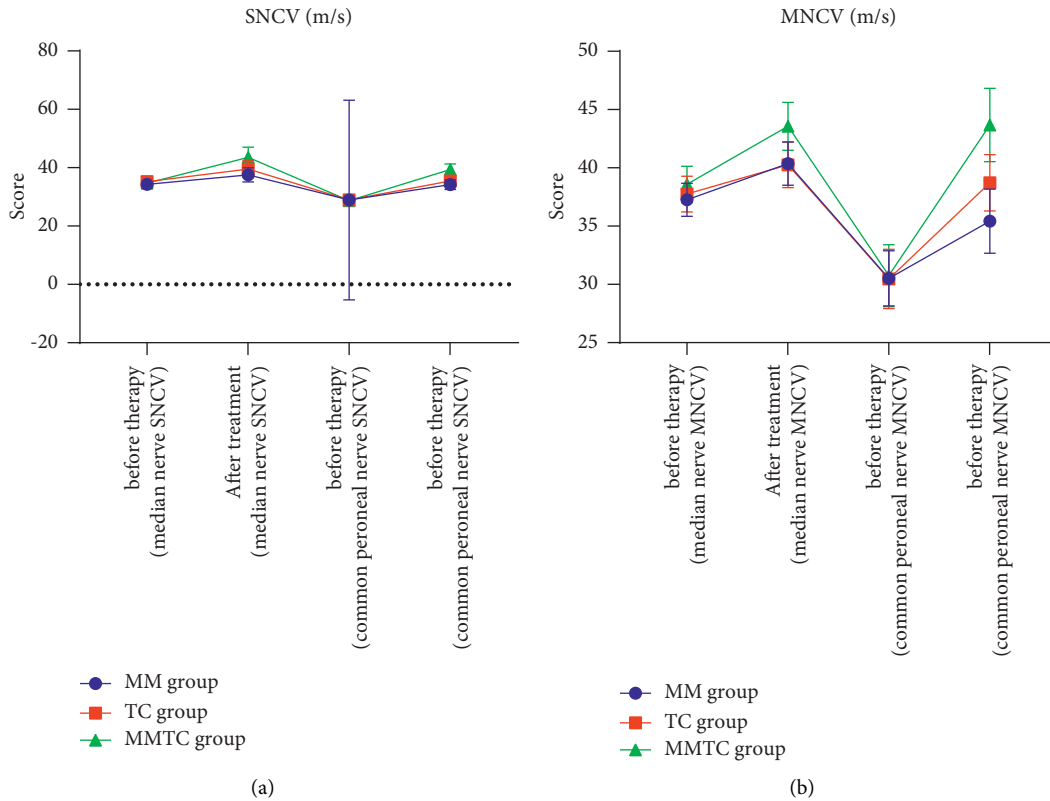 SNCV (m/s)
80
60
40
20
0
-20
Score
before therapy
(median nerve SNCV)
After treatment
(median nerve SNCV)
before therapy
(common peroneal nerve SNCV)
before therapy
(common peroneal nerve SNCV)
MM group
TC group
MMTC group
(a)
MNCV (m/s)
50
45
40
35
30
25
Score
before therapy
(median nerve MNCV)
After treatment
(median nerve MNCV)
before therapy
(common peroneal nerve MNCV)
before therapy
(common peroneal nerve MNCV)
MM group
TC group
MMTC group
(b)